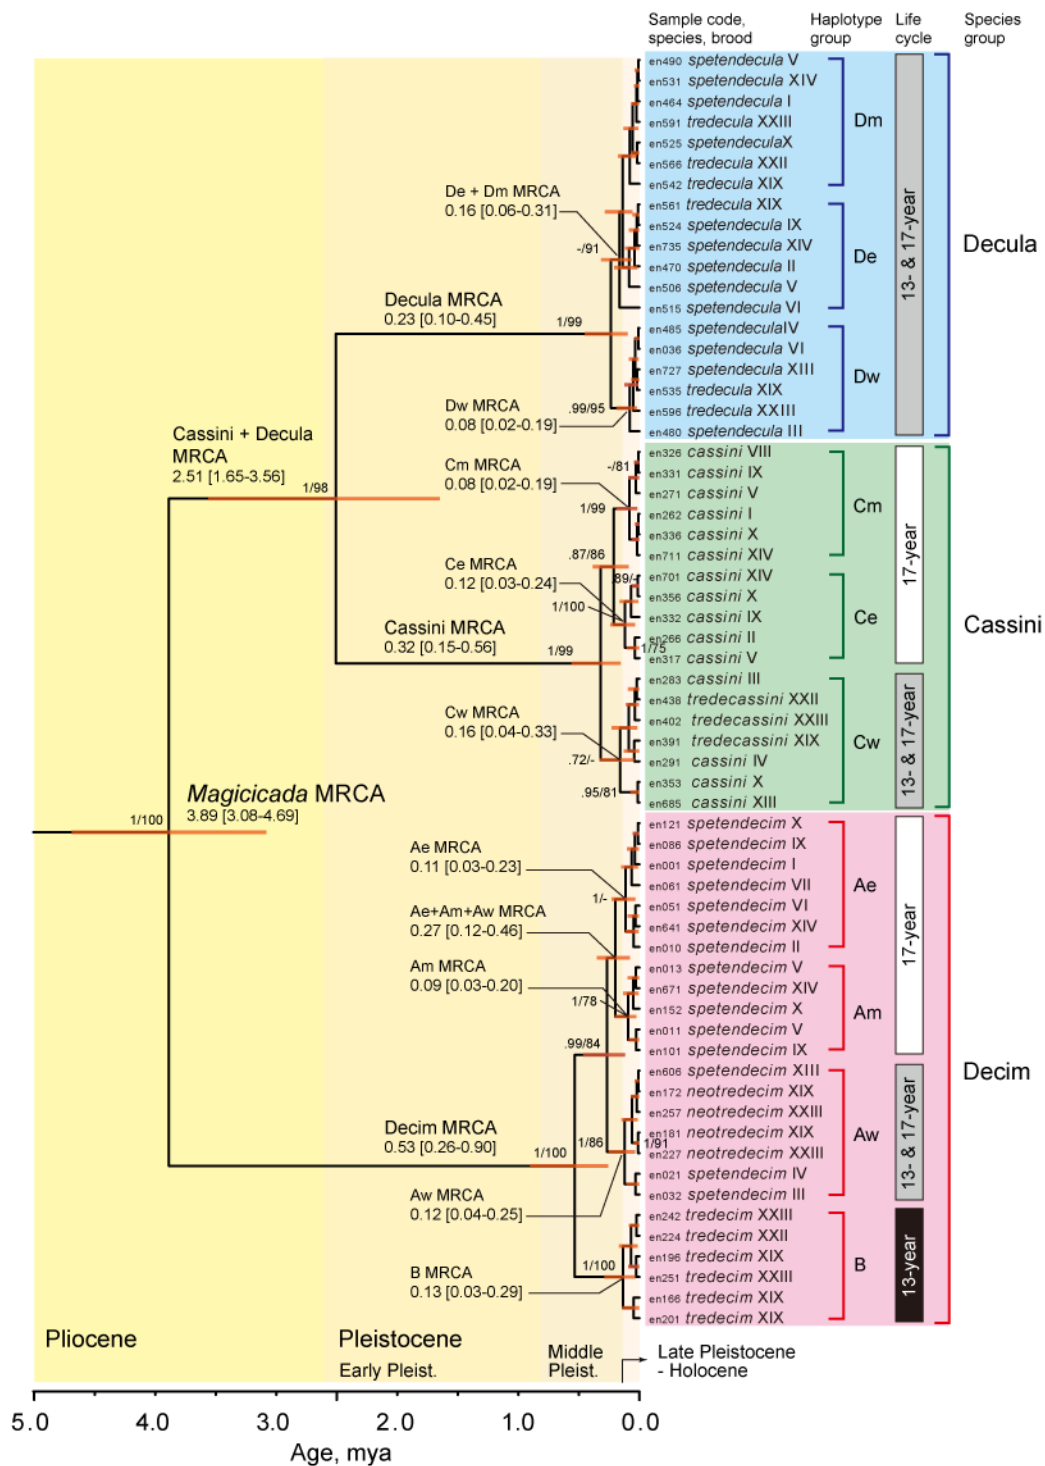 Sample code, species, brood
Haplotype group
Life cycle
Species group
en490 spetendecula V
en531 spetendecula XIV
en464 spetendecula I
en591 tredecula XXIII
en525 spetendeculaX
en566 tredecula XXII
en542 tredecula XIX
Dm
en561 tredecula XIX
en524 spetendecula IX
en735 spetendecula XIV
en470 spetendecula II
en506 spetendecula V
en515 spetendecula VI
De
en485 spetendeculaIV
en036 spetendecula VI
en727 spetendecula XIII
en535 tredecula XIX
en596 tredecula XXIII
en480 spetendecula III
Dw
13- & 17-year
Decula
en326 cassini VIII
en331 cassini IX
en271 cassini V
en262 cassini I
en336 cassini X
en711 cassini XIV
Cm
en701 cassini XIV
en356 cassini X
en332 cassini IX
en266 cassini II
en317 cassini V
Ce
17-year
en283 cassini III
en438 tredecassini XXII
en402 tredecassini XXIII
en391 tredecassini XIX
en291 cassini IV
en353 cassini X
en685 cassini XIII
Cw
13- & 17-year
Cassini
en121 spetendecim X
en086 spetendecim IX
en001 spetendecim I
en061 spetendecim VII
en051 spetendecim VI
en641 spetendecim XIV
en010 spetendecim II
Ae
en013 spetendecim V
en671 spetendecim XIV
en152 spetendecim X
en011 spetendecim V
en101 spetendecim IX
Am
17-year
en606 spetendecim XIII
en172 neotredecim XIX
en257 neotredecim XXIII
en181 neotredecim XIX
en227 neotredecim XXIII
en021 spetendecim IV
en032 spetendecim III
Aw
13- & 17-year
en242 tredecim XXIII
en224 tredecim XXII
en196 tredecim XIX
en251 tredecim XXIII
en166 tredecim XIX
en201 tredecim XIX
B
13-year
Decim
De + Dm MRCA
0.16 [0.06-0.31]
-/91
Decula MRCA
0.23 [0.10-0.45]
1/99
Dw MRCA
0.08 [0.02-0.19]
.99/95
Cassini + Decula
MRCA
2.51 [1.65-3.56]
1/98
Cm MRCA
0.08 [0.02-0.19]
-/81
1/99
.87/86
Ce MRCA
0.12 [0.03-0.24]
.89/-
1/100
1/75
Cassini MRCA
0.32 [0.15-0.56]
1/99
Cw MRCA
0.16 [0.04-0.33]
.72/-
.95/81
Magicicada MRCA
3.89 [3.08-4.69]
1/100
Ae MRCA
0.11 [0.03-0.23]
1/-
Ae+Am+Aw MRCA
0.27 [0.12-0.46]
Am MRCA
0.09 [0.03-0.20]
1/78
.99/84
Decim MRCA
0.53 [0.26-0.90]
1/100
1/86
1/91
Aw MRCA
0.12 [0.04-0.25]
1/100
B MRCA
0.13 [0.03-0.29]
Pliocene
Pleistocene
Early Pleist.
Middle
Pleist.
Late Pleistocene
- Holocene
5.0 4.0 3.0 2.0 1.0 0.0
Age, mya